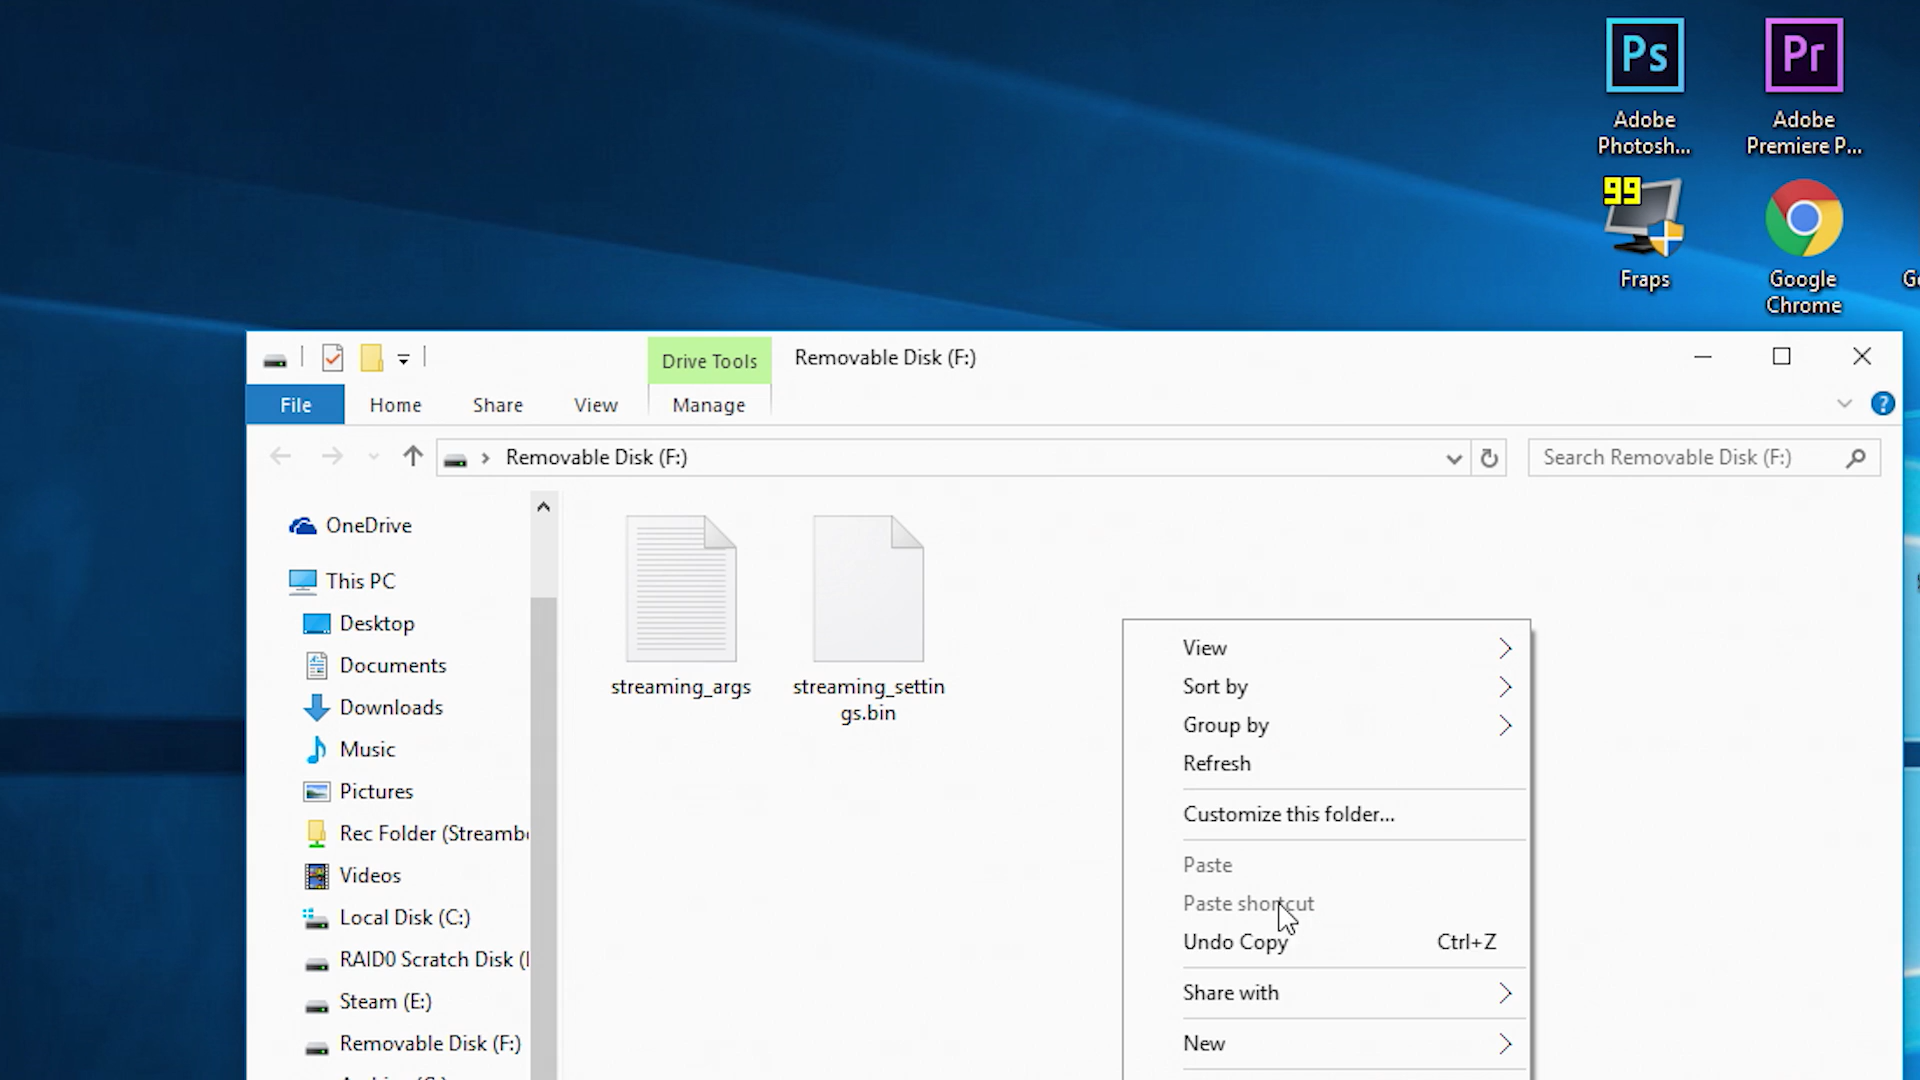 Ps
Pr
Adobe
Photosh...
Adobe
Premiere P...
99
Fraps
Google
Chrome
Drive Tools
Removable Disk (F:)
File
Home
Share
View
Manage
?
Removable Disk (F:)
Search Removable Disk (F:)
OneDrive
This PC
Desktop
Documents
Downloads
Music
Pictures
Rec Folder (Streamb
Videos
Local Disk (C:)
RAID0 Scratch Disk (
Steam (E:)
Removable Disk (F:)
streaming_args
streaming_settin
gs.bin
View
Sort by
Group by
Refresh
Customize this folder...
Paste
Paste shortcut
Undo Copy Ctrl+Z
Share with
New